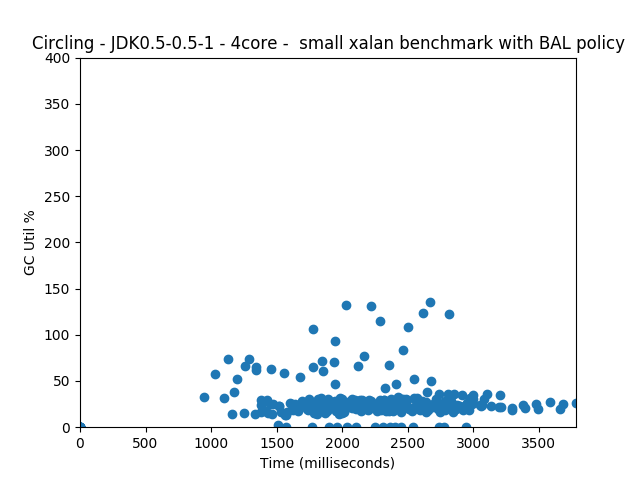 Circling - JDK0.5-0.5-1 - 4core -  small xalan benchmark with BAL policy
400
350
300
250
200
150
100
50
0
GC Util %
0 500 1000 1500 2000 2500 3000 3500
Time (milliseconds)